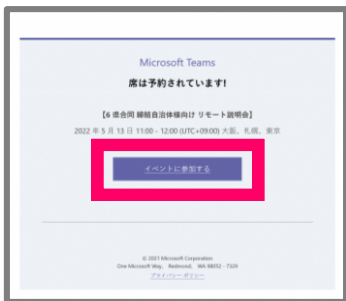 Microsoft Teams
席は予約されています!
【6 県合同 締結自治体様向け リモート説明会】
2022 年 5 月 13 日 11:00 - 12:00 (UTC+09:00) 大阪、札幌、東京
イベントに参加する
© 2021 Microsoft Corporation
One Microsoft Way, Redmond, WA 98052 - 7329
プライバシー ポリシー